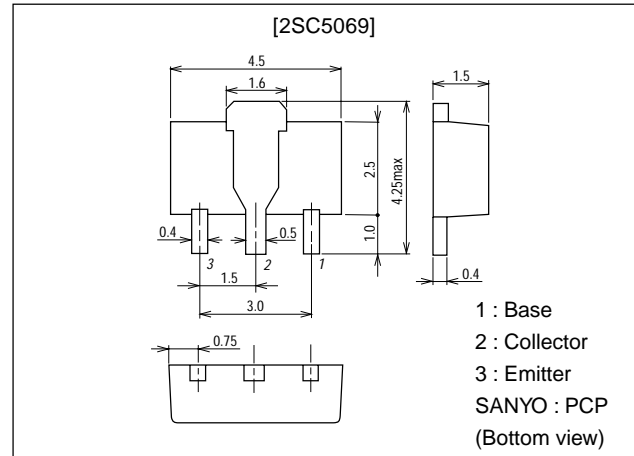 [2SC5069]
4.5
1.6
1.5
2.5
4.25max
1.0
0.4
0.5
3
2
1
1.5
3.0
0.4
0.75
1 : Base
2 : Collector
3 : Emitter
SANYO : PCP
(Bottom view)